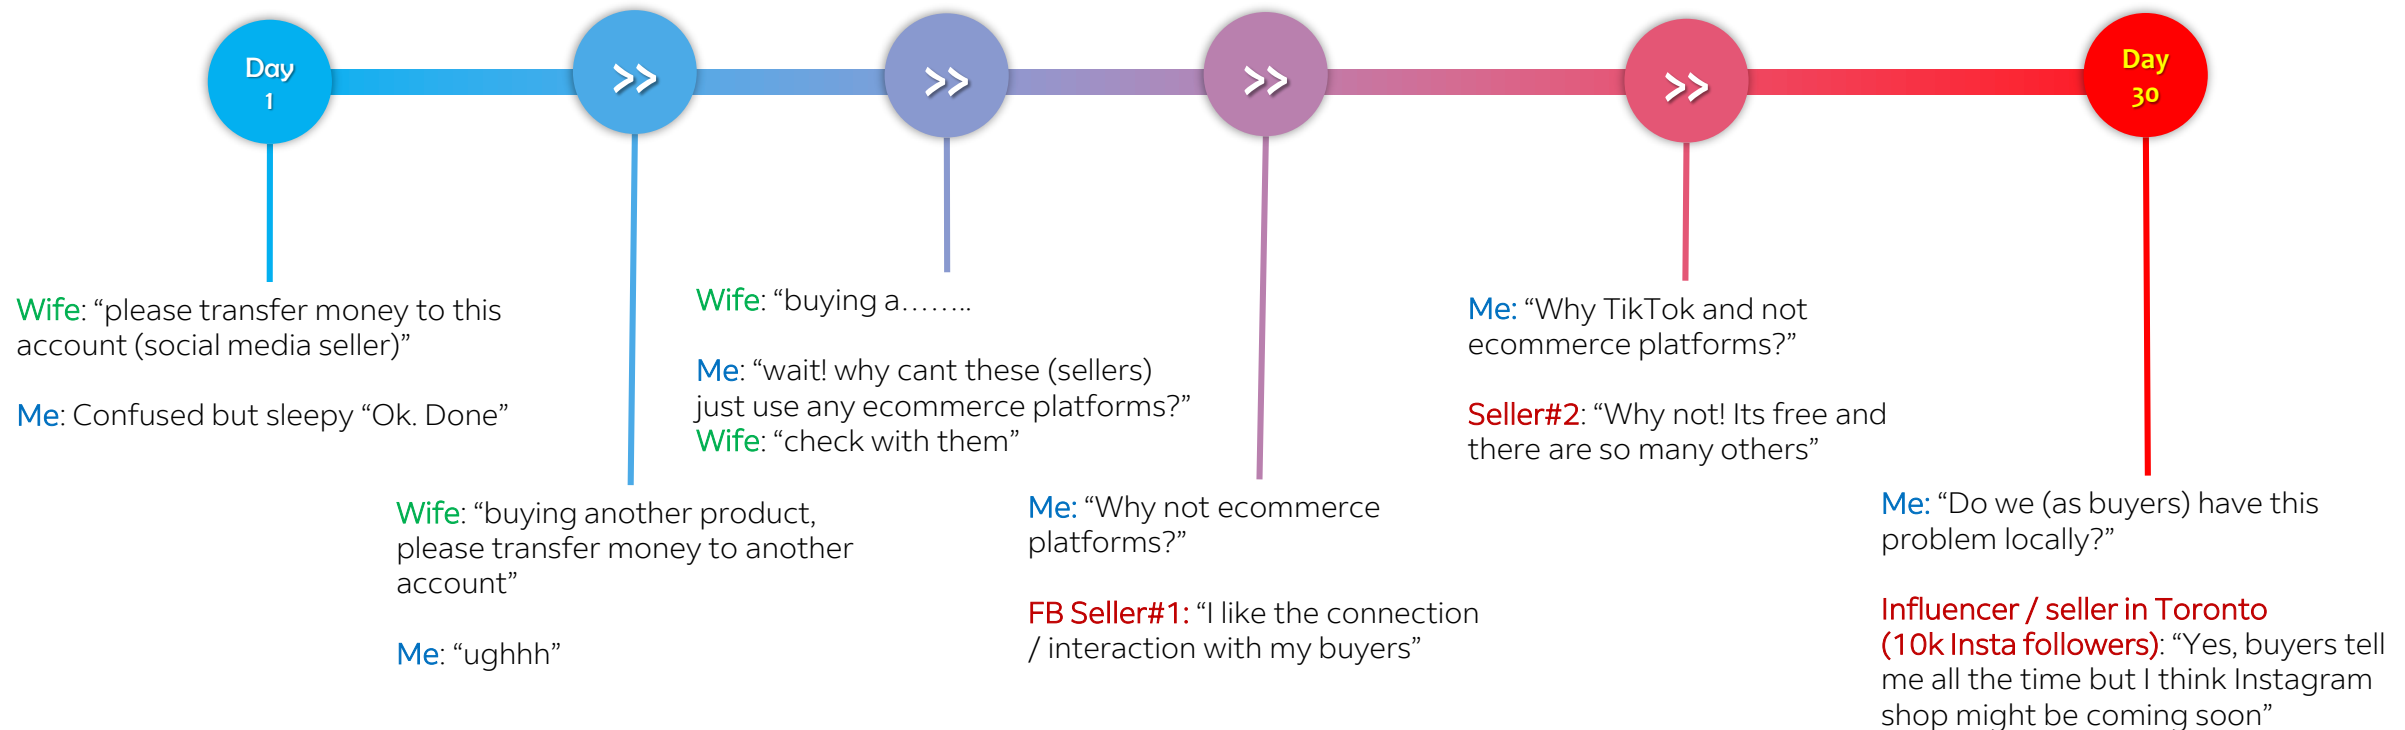 Day
1
>>
>>
>>
>>
Day
30
Wife: “please transfer money to this
account (social media seller)”
Me: Confused but sleepy “Ok. Done”
Wife: “buying another product,
please transfer money to another
account”
Me: “ughhh”
Wife: “buying a……..
Me: “wait! why cant these (sellers)
just use any ecommerce platforms?”
Wife: “check with them”
Me: “Why not ecommerce
platforms?”
FB Seller#1: “I like the connection
/ interaction with my buyers”
Me: “Why TikTok and not
ecommerce platforms?”
Seller#2: “Why not! Its free and
there are so many others”
Me: “Do we (as buyers) have this
problem locally?”
Influencer / seller in Toronto
(10k Insta followers): “Yes, buyers tell
me all the time but I think Instagram
shop might be coming soon”